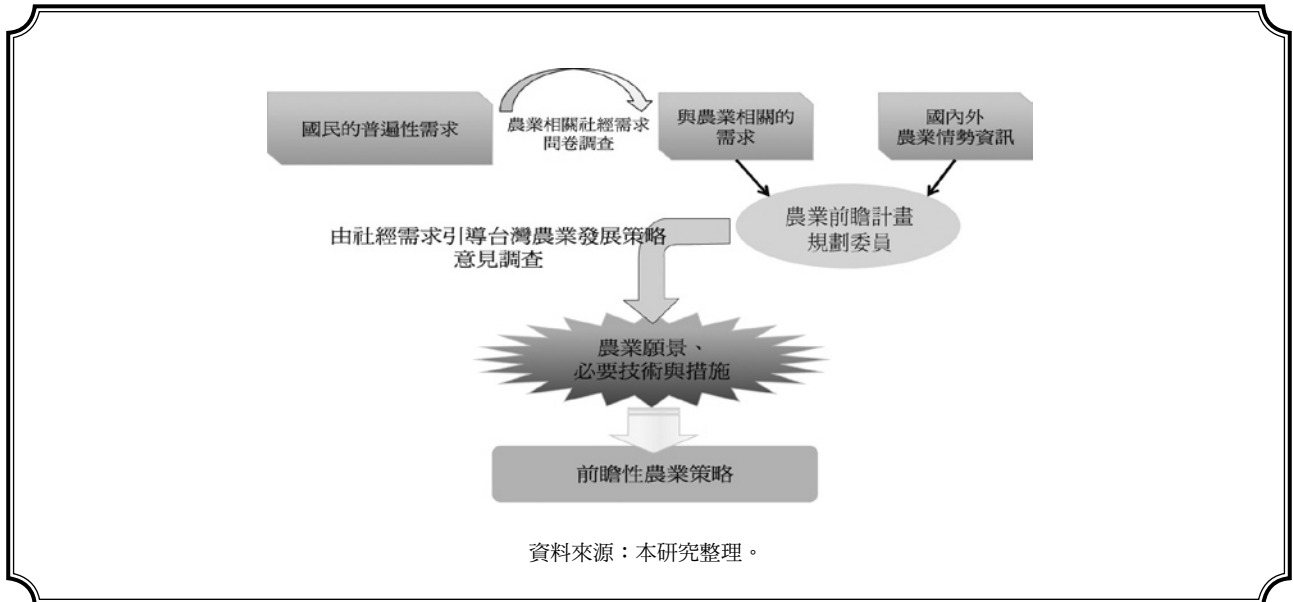 國民的普遍性需求
農業相關社經需求
問卷調查
與農業相關的
需求
國內外
農業情勢資訊
農業前瞻計畫
規劃委員
由社經需求引導台灣農業發展策略
意見調查
農業願景、
必要技術與措施
前瞻性農業策略
資料來源：本研究整理。